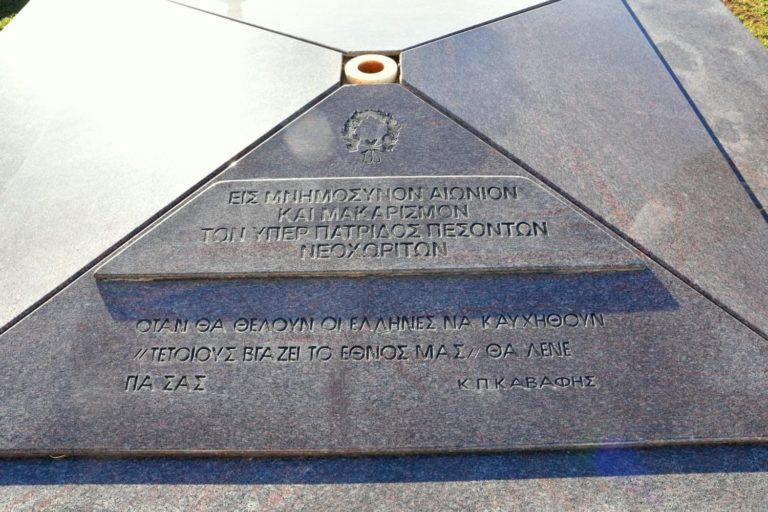 ΕΙΣ ΜΝΗΜΟΣΥΝΟΝ ΑΙΩΝΙΟΝ
ΚΑΙ ΜΑΚΑΡΙΣΜΟΝ
ΤΩΝ ΥΠΕΡ ΠΑΤΡΙΔΟΣ ΠΕΣΟΝΤΩΝ
ΝΕΟΧΩΡΙΤΩΝ
ΟΤΑΝ ΘΑ ΘΕΛΟΥΝ ΟΙ ΕΛΛΗΝΕΣ ΝΑ ΚΑΥΧΗΘΟΥΝ
//ΤΕΤΟΙΟΥΣ ΒΓΑΖΕΙ ΤΟ ΕΘΝΟΣ ΜΑΣ// ΘΑ ΛΕΝΕ
ΓΙΑ ΣΑΣ Κ.Π.ΚΑΒΑΦΗΣ